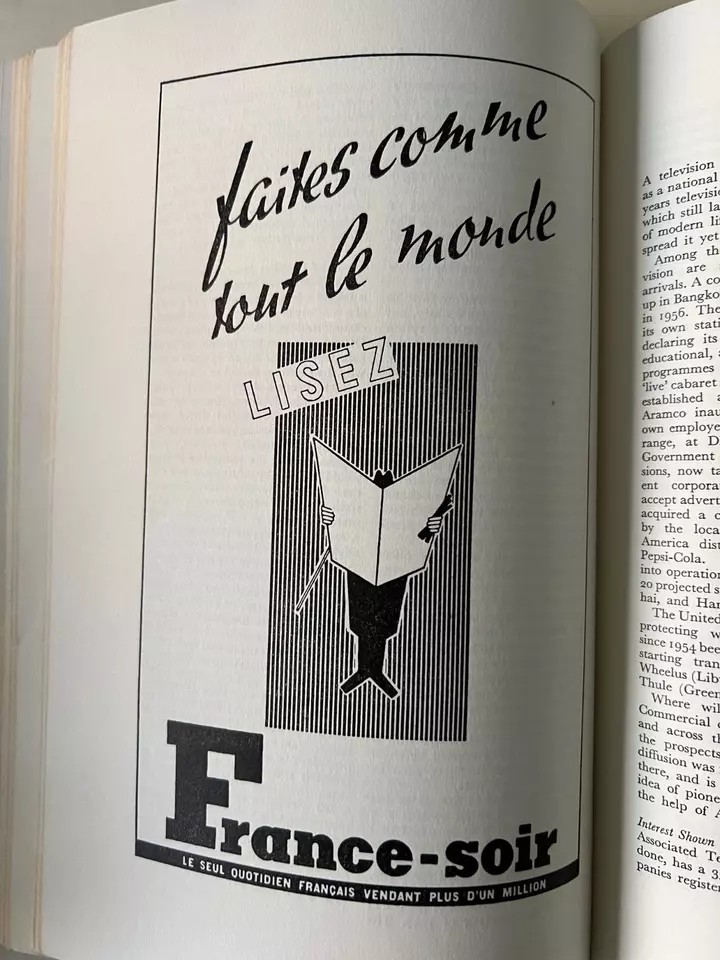 faites comme
tout le monde
LISEZ
France-soir
LE SEUL QUOTIDIEN FRANÇAIS VENDANT PLUS D'UN MILLION
A television
as a national
years televisi
which still la
of modern li
spread it yet
Among th
vision are
arrivals. A co
up in Bangko
in 1956. The
its own stati
declaring its
educational, a
programmes
'live' cabaret
established a
Aramco inau
own employe
range, at D
Government
sions, now ta
ent corporat
accept advert
acquired a c
by the loca
America dist
Pepsi-Cola.
into operation
20 projected s
hai, and Han
The United
protecting w
since 1954 bee
starting tran
Wheelus (Lib
Thule (Green
Where wil
Commercial c
and across th
the prospects
diffusion was
there, and is
idea of pione
the help of A
Interest Shown
Associated Te
done, has a 3
panies register